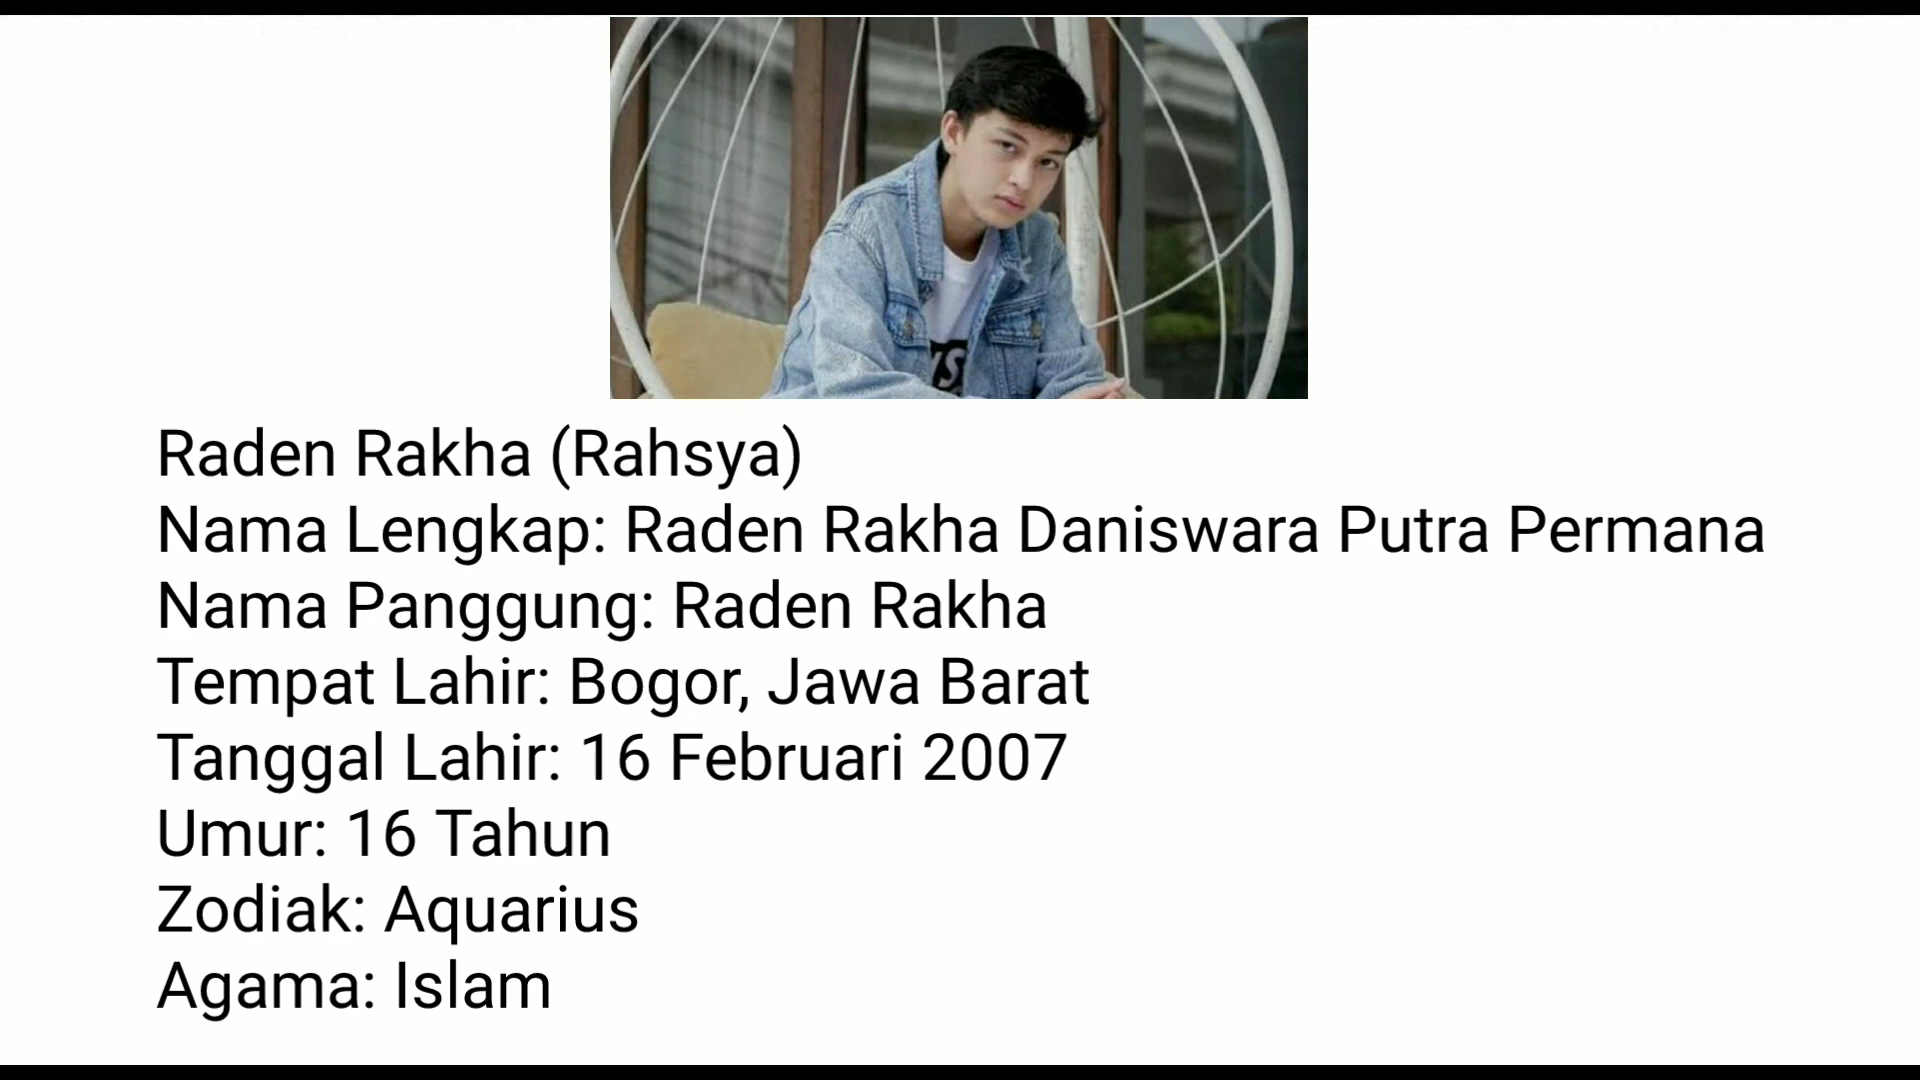 Raden Rakha (Rahsya)
Nama Lengkap: Raden Rakha Daniswara Putra Permana
Nama Panggung: Raden Rakha
Tempat Lahir: Bogor, Jawa Barat
Tanggal Lahir: 16 Februari 2007
Umur: 16 Tahun
Zodiak: Aquarius
Agama: Islam